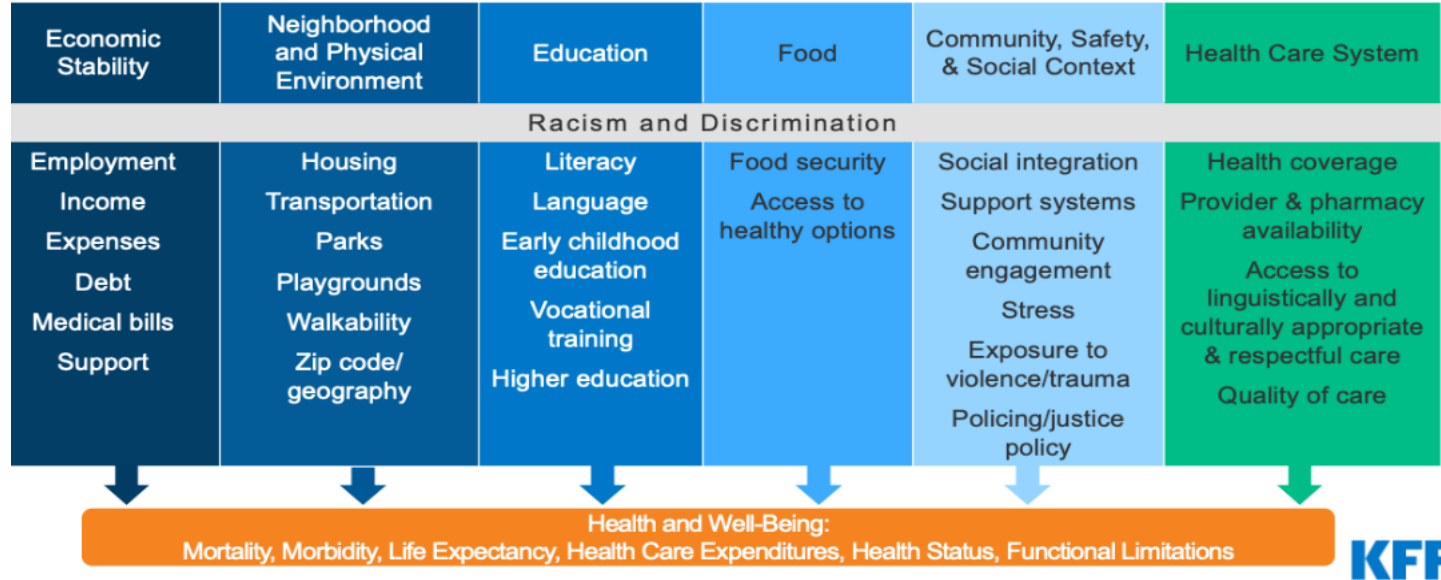 Economic
Stability
Neighborhood
and Physical
Environment
Education
Food
Community, Safety,
& Social Context
Health Care System
Racism and Discrimination
Employment
Income
Expenses
Debt
Medical bills
Support
Housing
Transportation
Parks
Playgrounds
Walkability
Zip code/
geography
Literacy
Language
Early childhood
education
Vocational
training
Higher education
Food security
Access to
healthy options
Social integration
Support systems
Community
engagement
Stress
Exposure to
violence/trauma
Policing/justice
policy
Health coverage
Provider & pharmacy
availability
Access to
linguistically and
culturally appropriate
& respectful care
Quality of care
Health and Well-Being:
Mortality, Morbidity, Life Expectancy, Health Care Expenditures, Health Status, Functional Limitations
KFF